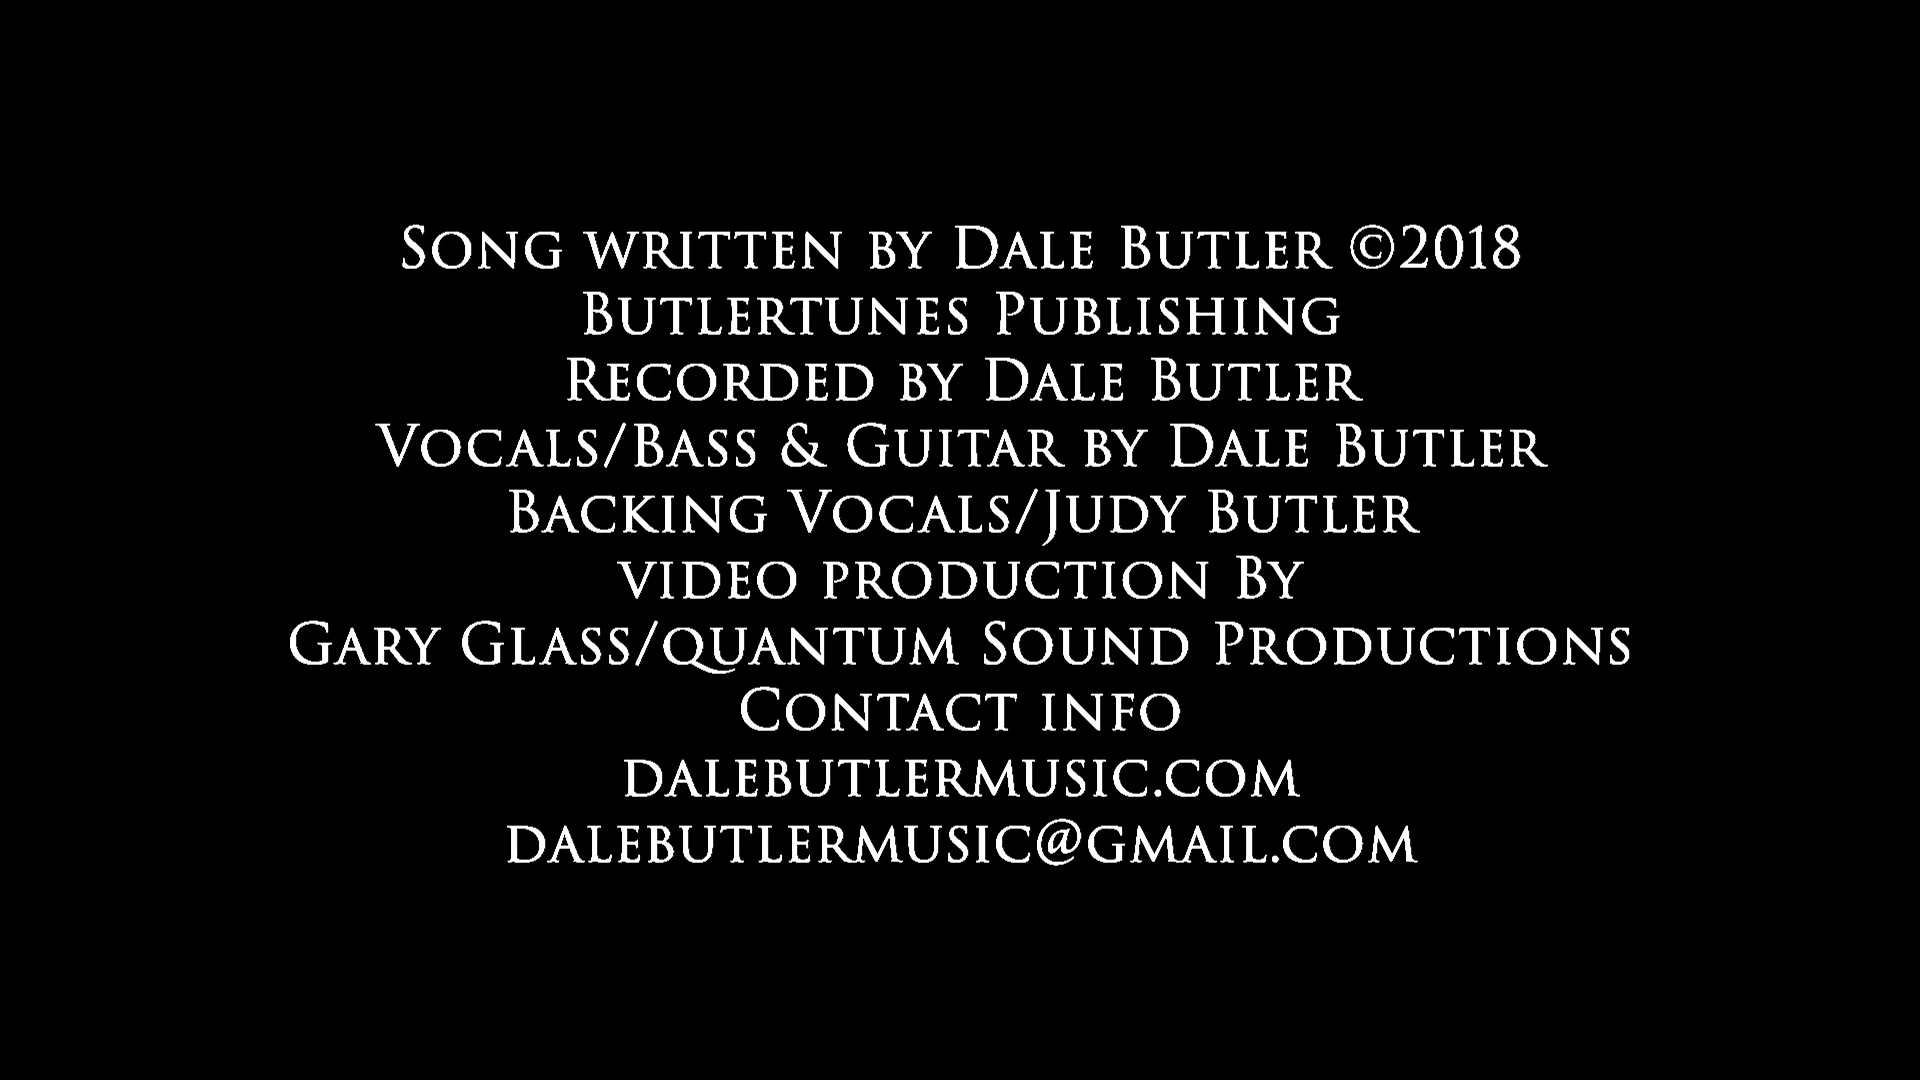 Song written by Dale Butler ©2018
Butlertunes Publishing
Recorded by Dale Butler
Vocals/Bass & Guitar by Dale Butler
Backing Vocals/Judy Butler
video production By
Gary Glass/quantum Sound Productions
Contact info
dalebutlermusic.com
dalebutlermusic@gmail.com